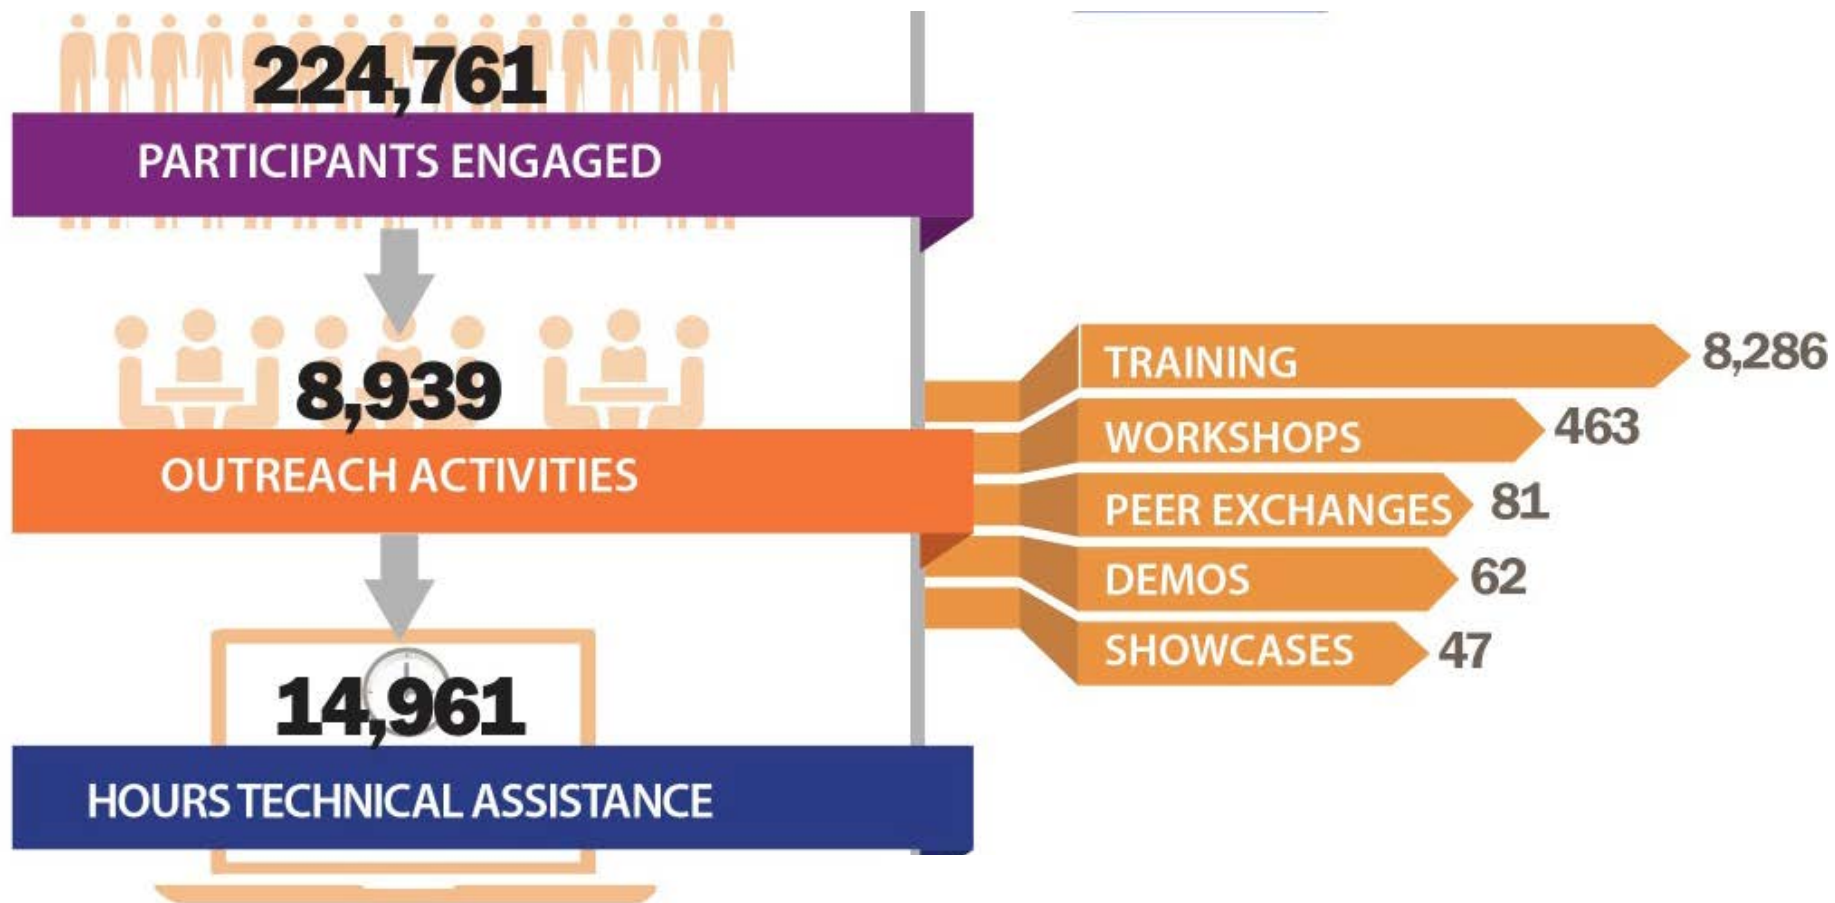 224,761
PARTICIPANTS ENGAGED
8,939
OUTREACH ACTIVITIES
14,961
HOURS TECHNICAL ASSISTANCE
TRAINING 8,286
WORKSHOPS 463
PEER EXCHANGES 81
DEMOS 62
SHOWCASES 47